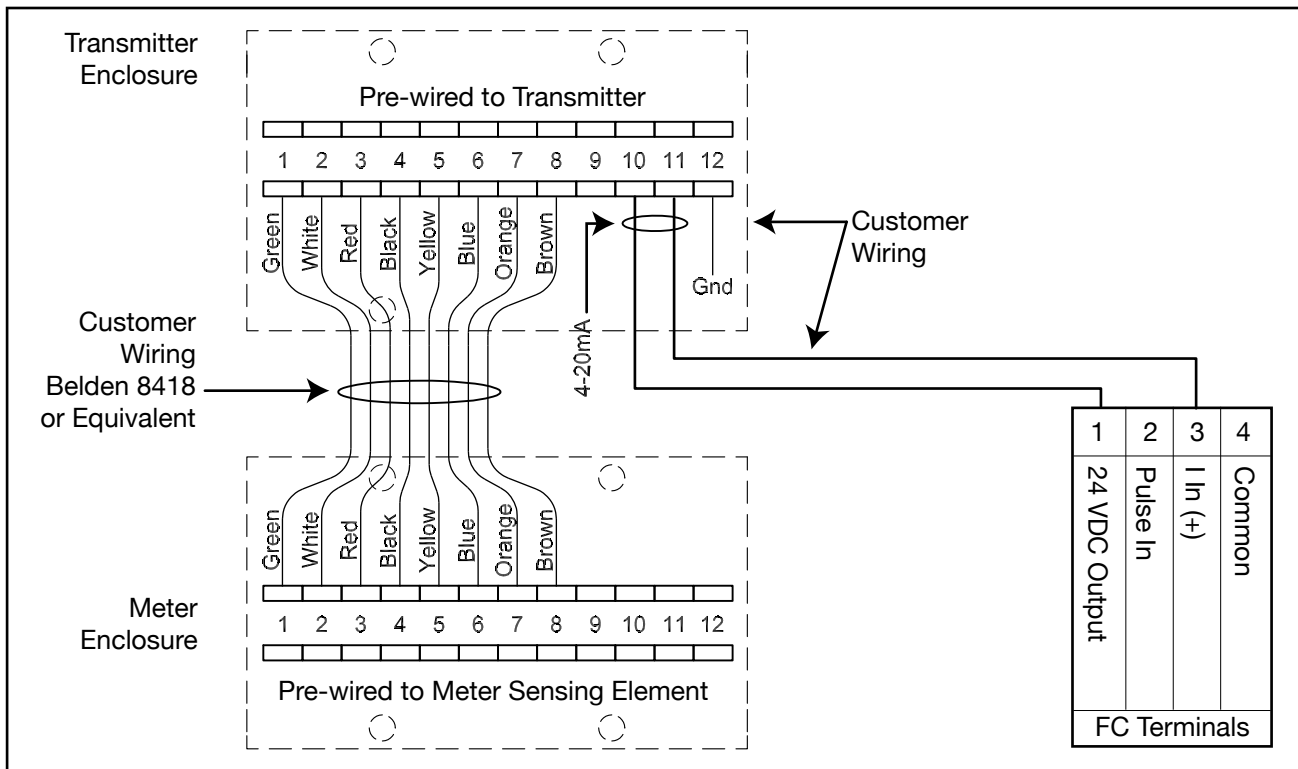 Transmitter
Enclosure
Pre-wired to Transmitter
1 2 3 4 5 6 7 8 9 10 11 12
Green White Red Black Yellow Blue Orange Brown
Gnd
4-20mA
Customer
Wiring
Customer
Wiring
Belden 8418
or Equivalent
Green White Red Black Yellow Blue Orange Brown
Meter
Enclosure
1 2 3 4 5 6 7 8 9 10 11 12
Pre-wired to Meter Sensing Element
1 2 3 4
24 VDC Output
Pulse In
I In (+)
Common
FC Terminals